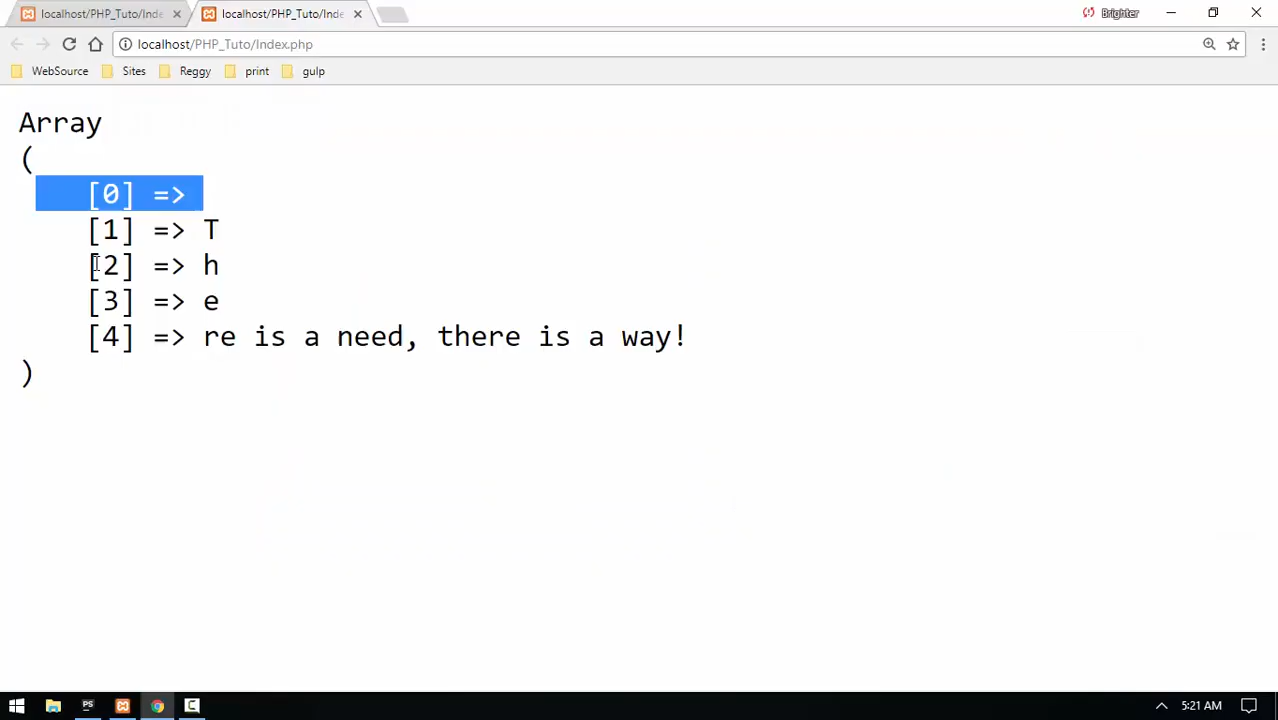 localhost/PHP_Tuto/Inde
localhost/PHP_Tuto/Inde
Brighter
localhost/PHP_Tuto/Index.php
WebSource
Sites
Reggy
print
gulp
Array
(
[0] =>
[1] => T
[2] => h
[3] => e
[4] => re is a need, there is a way!
)
PS
5:21 AM